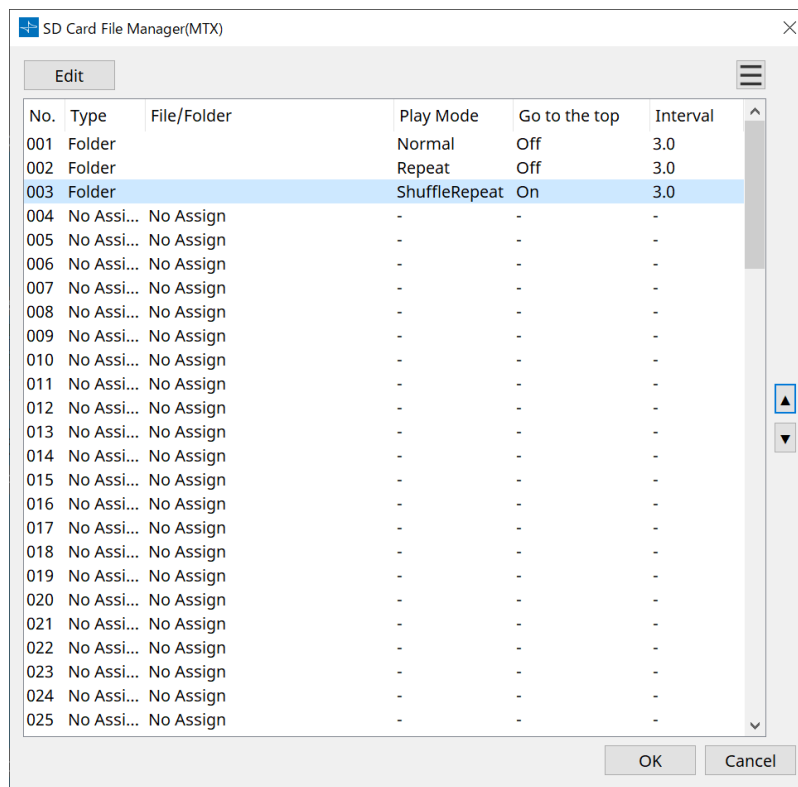 SD Card File Manager(MTX)
Edit
No. Type File/Folder Play Mode Go to the top Interval
001 Folder Normal Off 3.0
002 Folder Repeat Off 3.0
003 Folder ShuffleRepeat On 3.0
004 No Assi... No Assign - - -
005 No Assi... No Assign - - -
006 No Assi... No Assign - - -
007 No Assi... No Assign - - -
008 No Assi... No Assign - - -
009 No Assi... No Assign - - -
010 No Assi... No Assign - - -
011 No Assi... No Assign - - -
012 No Assi... No Assign - - -
013 No Assi... No Assign - - -
014 No Assi... No Assign - - -
015 No Assi... No Assign - - -
016 No Assi... No Assign - - -
017 No Assi... No Assign - - -
018 No Assi... No Assign - - -
019 No Assi... No Assign - - -
020 No Assi... No Assign - - -
021 No Assi... No Assign - - -
022 No Assi... No Assign - - -
023 No Assi... No Assign - - -
024 No Assi... No Assign - - -
025 No Assi... No Assign - - -
OK Cancel